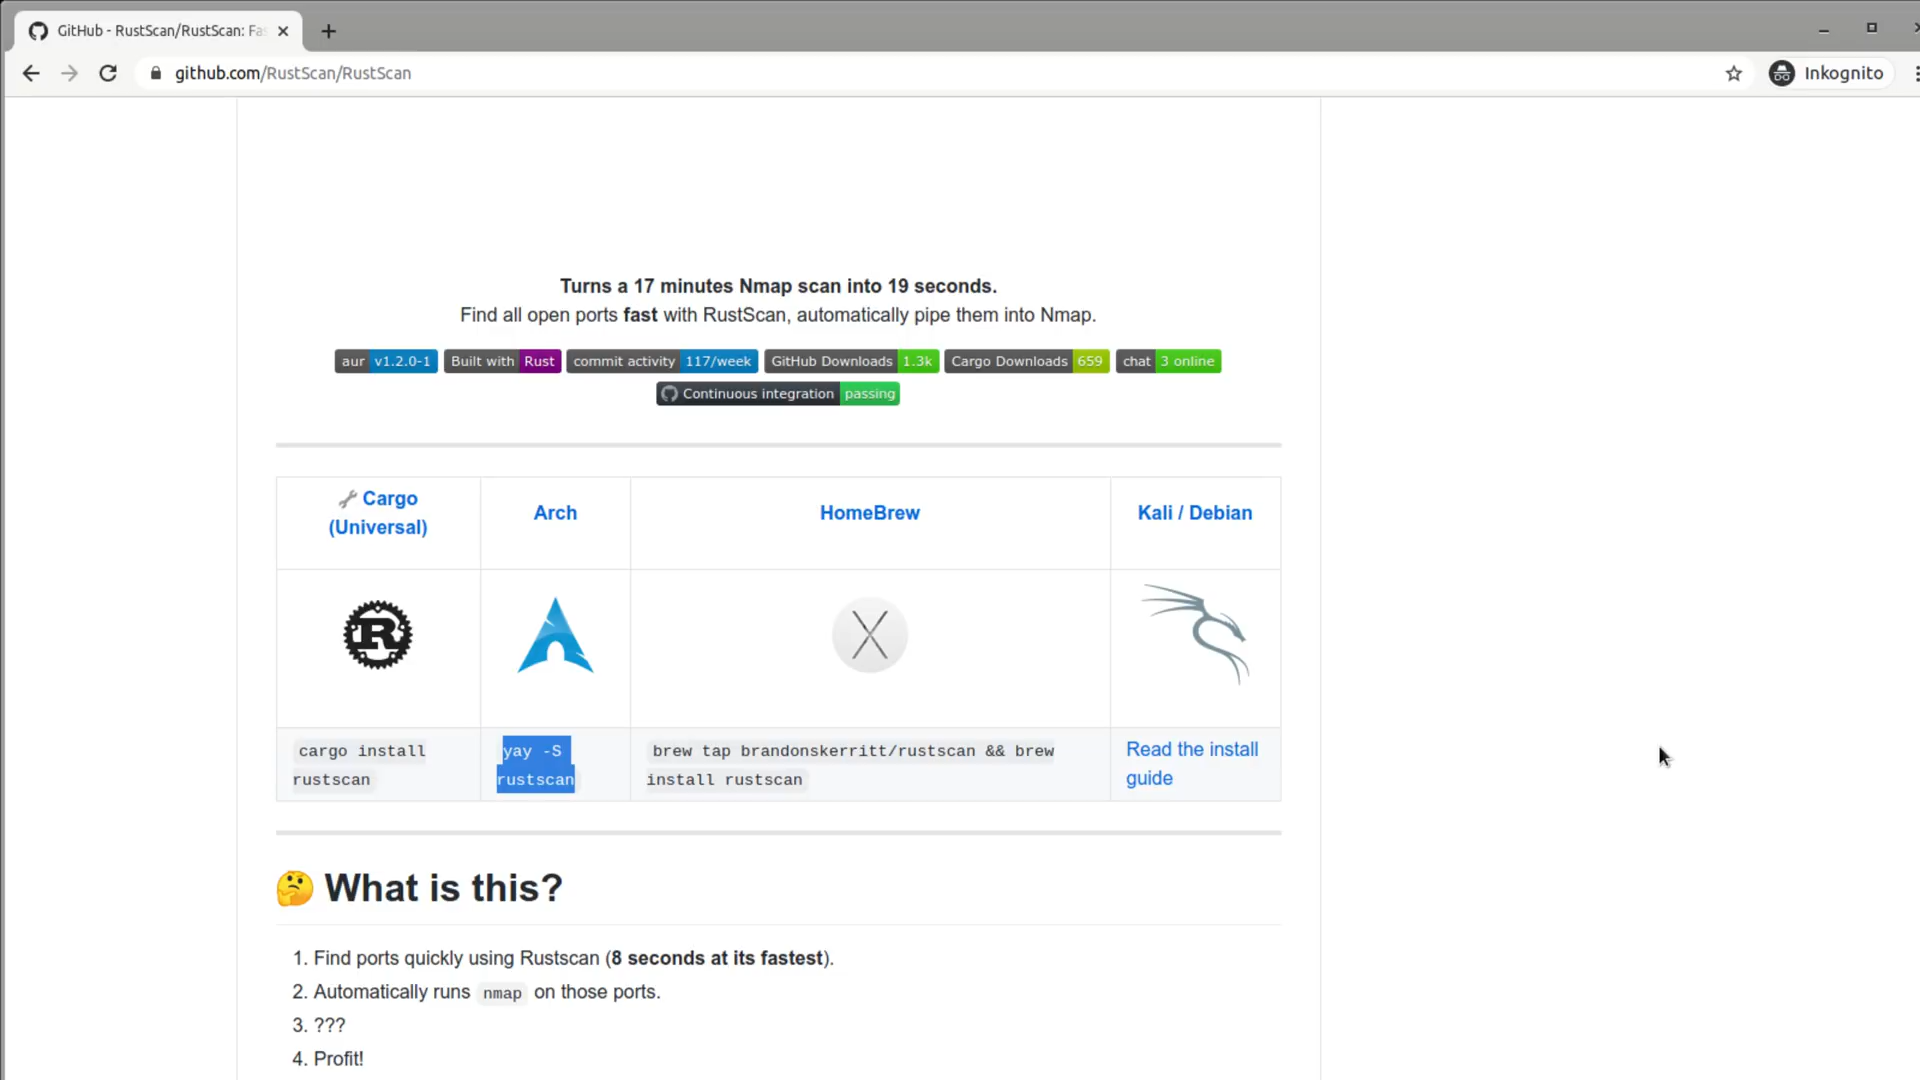 GitHub - RustScan/RustScan: Fa
github.com/RustScan/RustScan
Inkognito
Turns a 17 minutes Nmap scan into 19 seconds.
Find all open ports fast with RustScan, automatically pipe them into Nmap.
aur v1.2.0-1 Built with Rust commit activity 117/week GitHub Downloads 1.3k Cargo Downloads 659 chat 3 online
Continuous integration passing
Cargo
(Universal)
Arch
HomeBrew
Kali / Debian
R
X
cargo install
rustscan
yay -S
rustscan
brew tap brandonskerritt/rustscan && brew
install rustscan
Read the install
guide
🤔 What is this?
1. Find ports quickly using Rustscan (8 seconds at its fastest).
2. Automatically runs nmap on those ports.
3. ???
4. Profit!